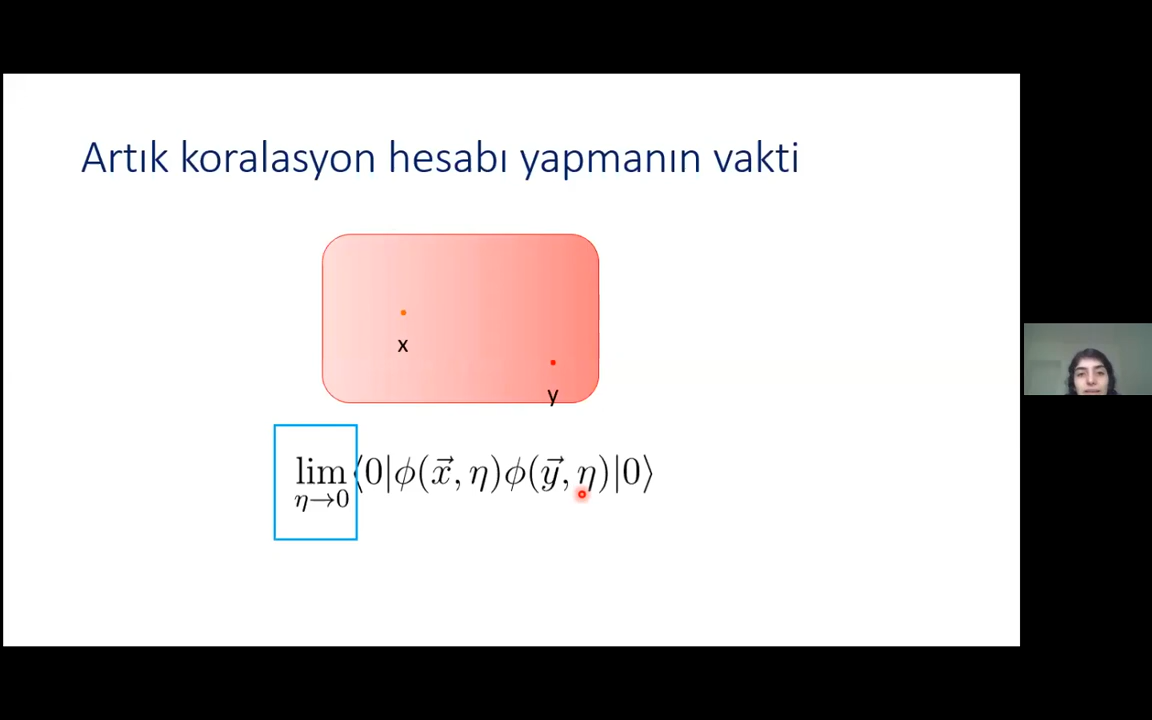 Artık koralasyon hesabı yapmanın vakti
x
y
lim ⟨0|ϕ(x⃗, η)ϕ(y⃗, η)|0⟩
η→0